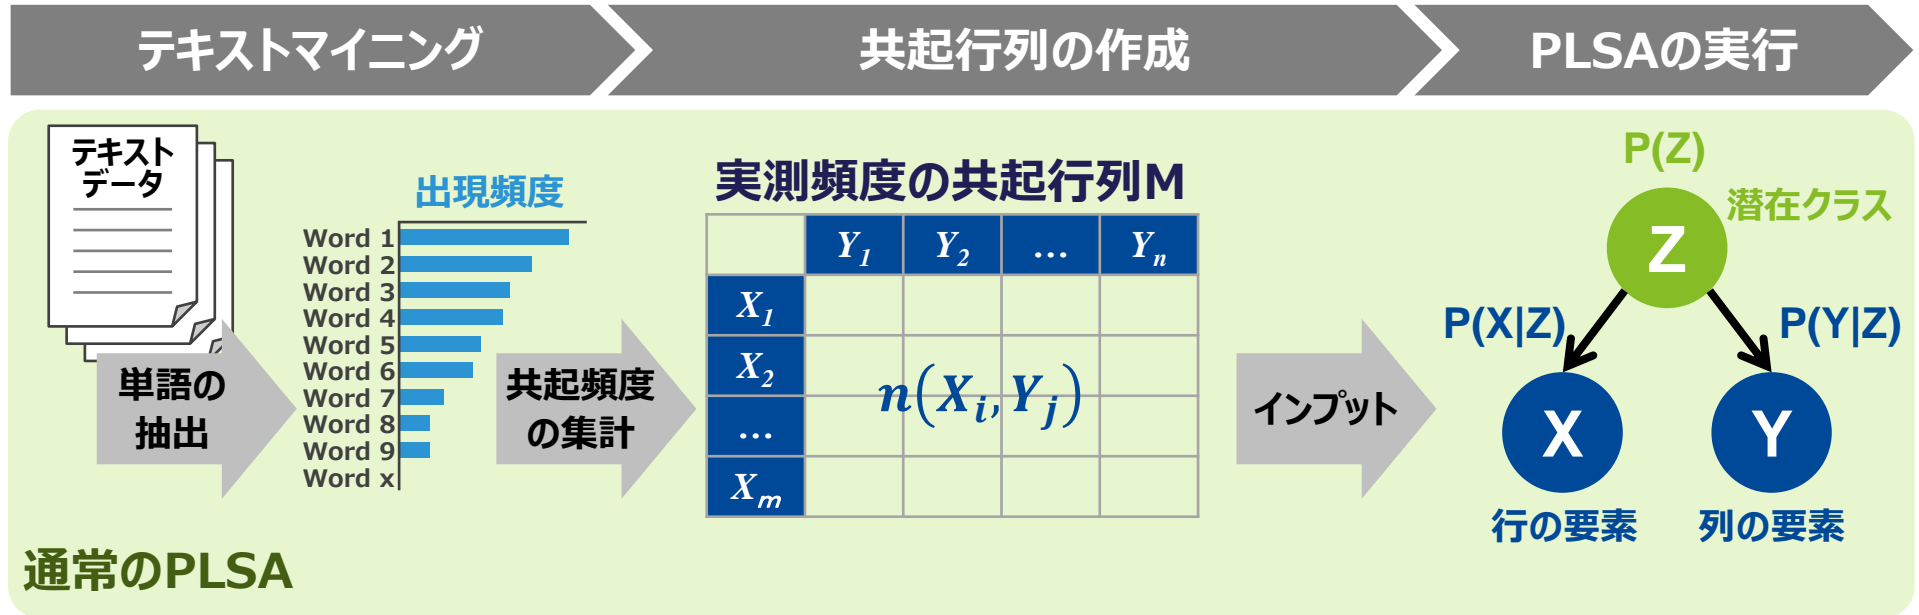 テキストマイニング
共起行列の作成
PLSAの実行
テキスト
データ
単語の
抽出
出現頻度
Word 1
Word 2
Word 3
Word 4
Word 5
Word 6
Word 7
Word 8
Word 9
Word x
共起頻度
の集計
実測頻度の共起行列M
Y₁ Y₂ … Yₙ
X₁
X₂
…
Xₘ
n(Xᵢ, Yⱼ)
インプット
P(Z)
潜在クラス
Z
P(X|Z)
P(Y|Z)
X
Y
行の要素
列の要素
通常のPLSA